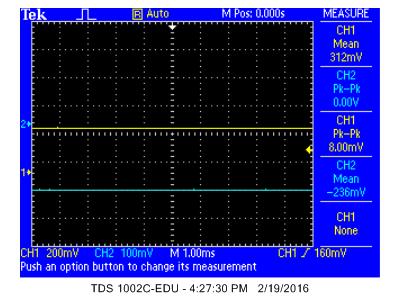 Tek R Auto M Pos: 0.000s MEASURE
CH1
Mean
312mV
CH2
Pk-Pk
0.00V
CH1
Pk-Pk
8.00mV
CH2
Mean
-236mV
CH1
None
2
1
CH1 200mV CH2 100mV M 1.00ms CH1 160mV
Push an option button to change its measurement
TDS 1002C-EDU - 4:27:30 PM 2/19/2016